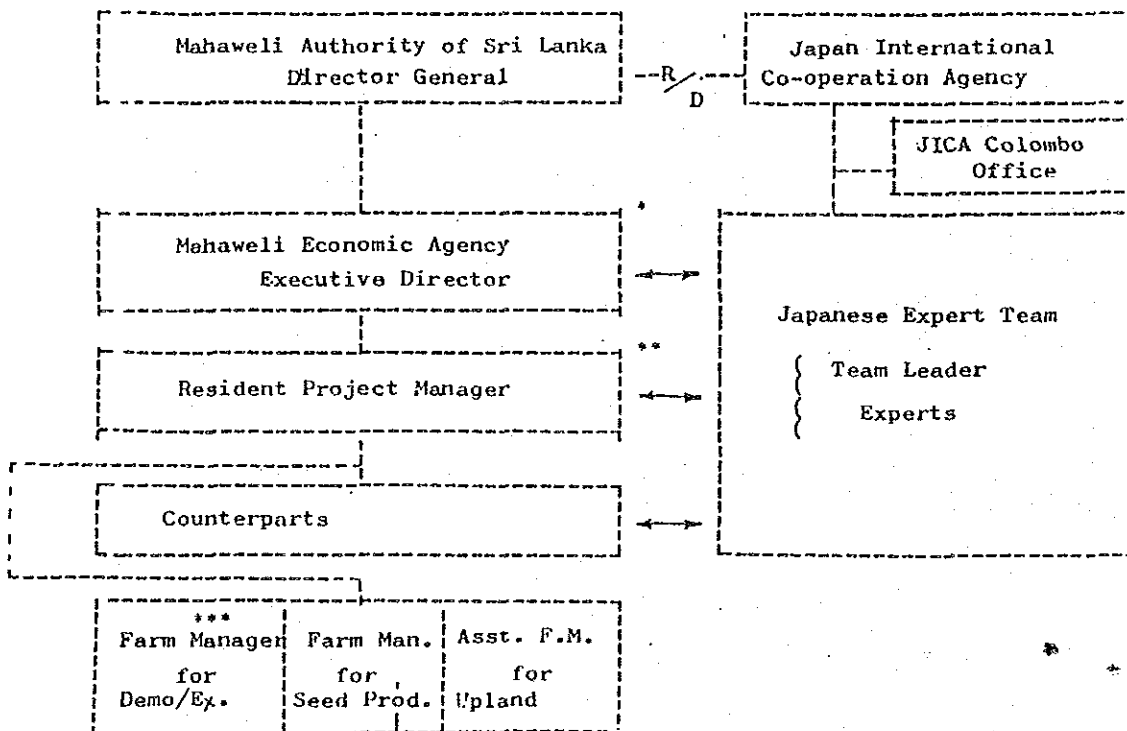 Mahaweli Authority of Sri Lanka
Director General
R/D
Japan International
Co-operation Agency
JICA Colombo
Office
*
Mahaweli Economic Agency
Executive Director
**
Resident Project Manager
Counterparts
Japanese Expert Team
Team Leader
Experts
***
Farm Manager
for
Demo/Ex.
Farm Man.
for
Seed Prod.
Asst. F.M.
for
Upland